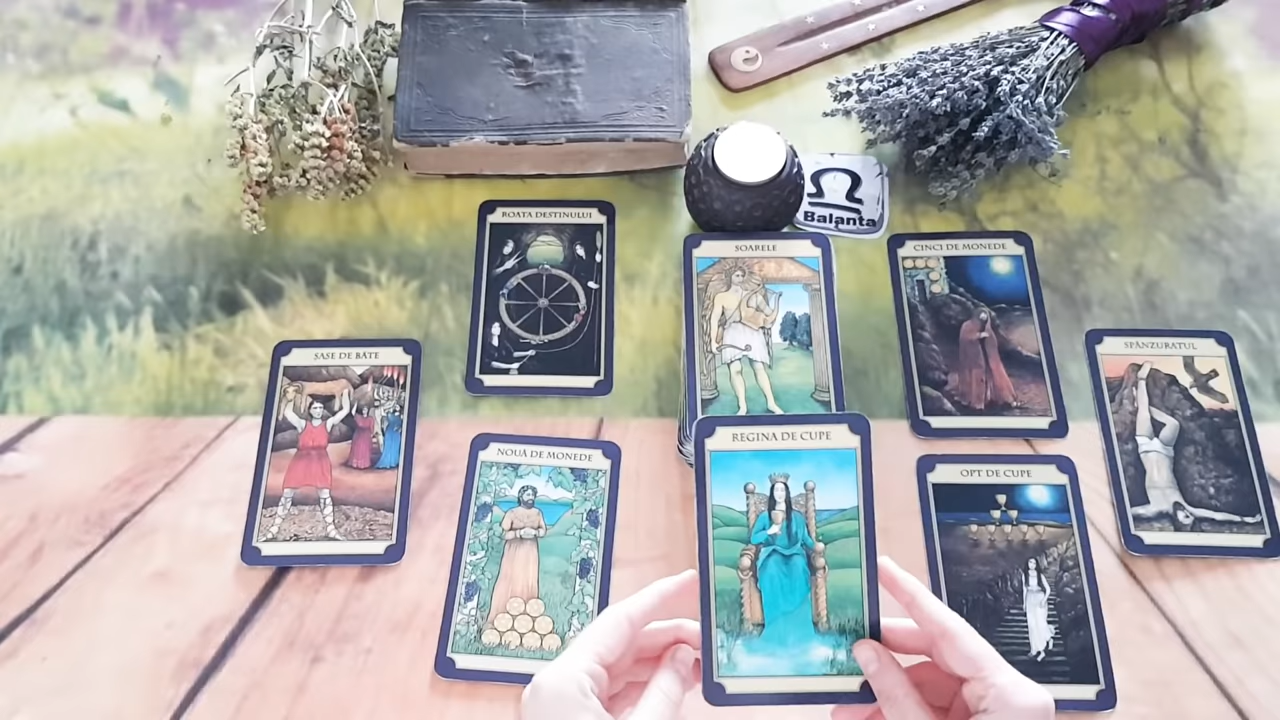 Balanta
ROATA DESTINULUI
SOARELE
CINCI DE MONEDE
ȘASE DE BÂTE
SPÂNZURATUL
NOUĂ DE MONEDE
REGINA DE CUPE
OPT DE CUPE